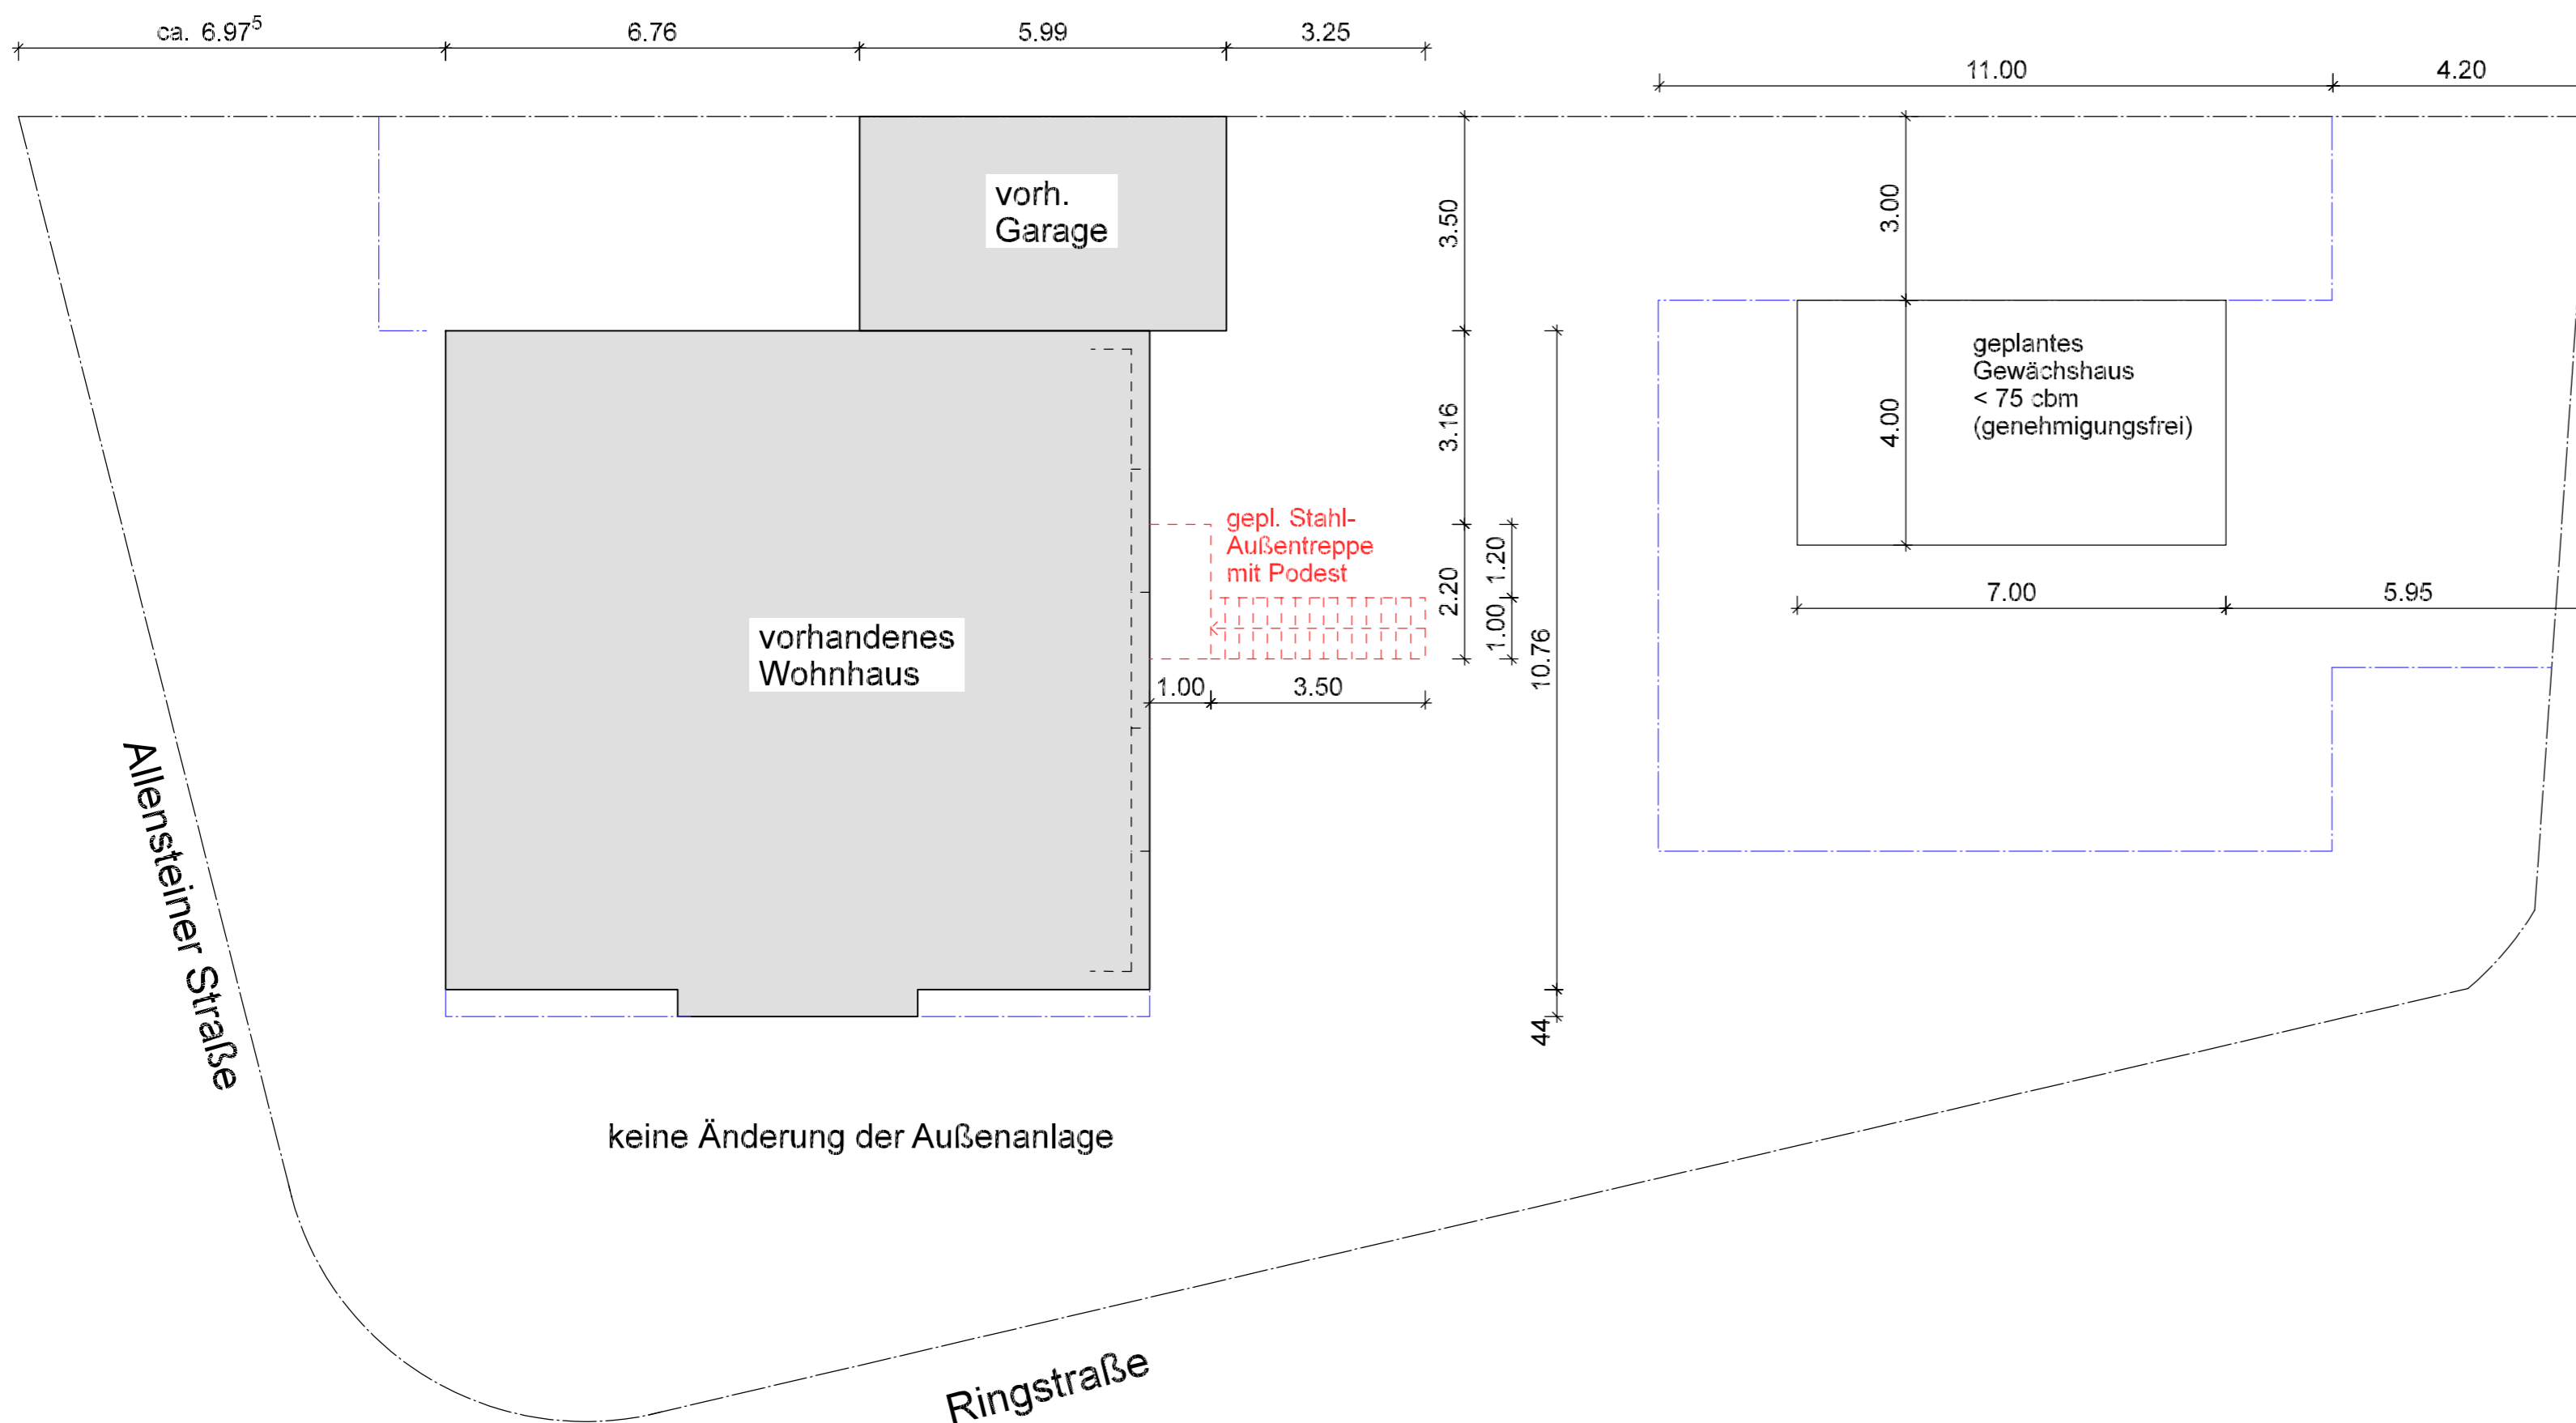 ca. 6.97⁵
6.76
5.99
3.25
11.00
4.20
vorh.
Garage
3.50
3.00
geplantes
Gewächshaus
< 75 cbm
(genehmigungsfrei)
3.16
4.00
gepl. Stahl-
Außentreppe
mit Podest
1.20
2.20
1.00
7.00
5.95
vorhandenes
Wohnhaus
10.76
1.00
3.50
Allensteiner Straße
44
keine Änderung der Außenanlage
Ringstraße